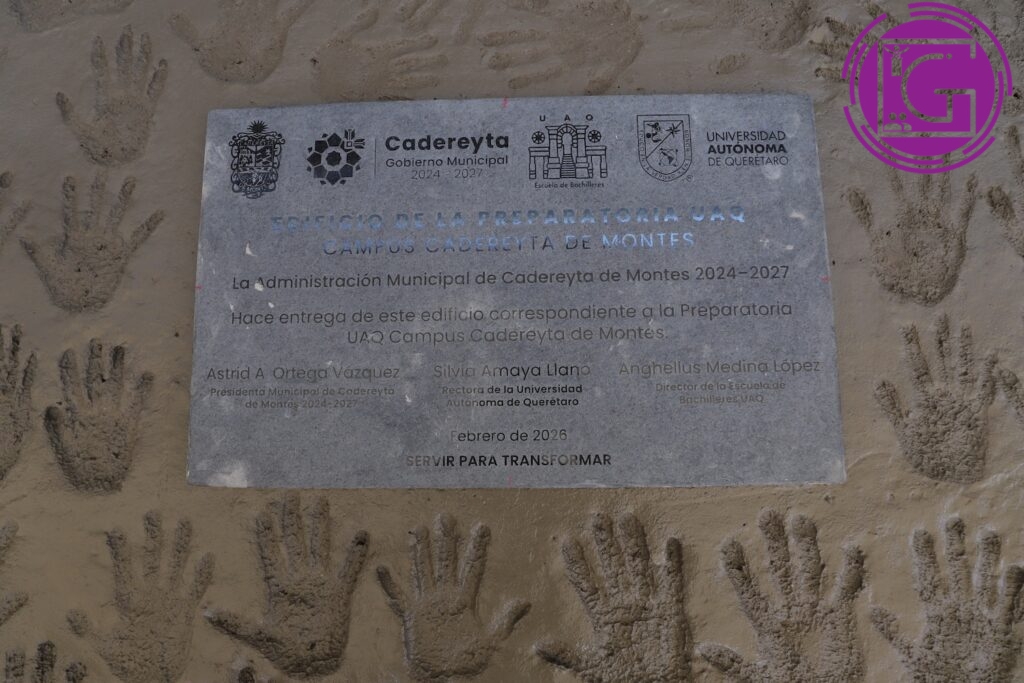 Cadereyta
Gobierno Municipal
2024 - 2027
UAQ
Escuela de Bachilleres
UNIVERSIDAD
AUTÓNOMA
DE QUERÉTARO
EDIFICIO DE LA PREPARATORIA UAQ
CAMPUS CADEREYTA DE MONTES
La Administración Municipal de Cadereyta de Montes 2024-2027
Hace entrega de este edificio correspondiente a la Preparatoria
UAQ Campus Cadereyta de Montes.
Astrid A. Ortega Vázquez
Presidenta Municipal de Cadereyta
de Montes 2024-2027
Silvia Amaya Llano
Rectora de la Universidad
Autónoma de Querétaro
Anghellus Medina López
Director de la Escuela de
Bachilleres UAQ
Febrero de 2026
SERVIR PARA TRANSFORMAR